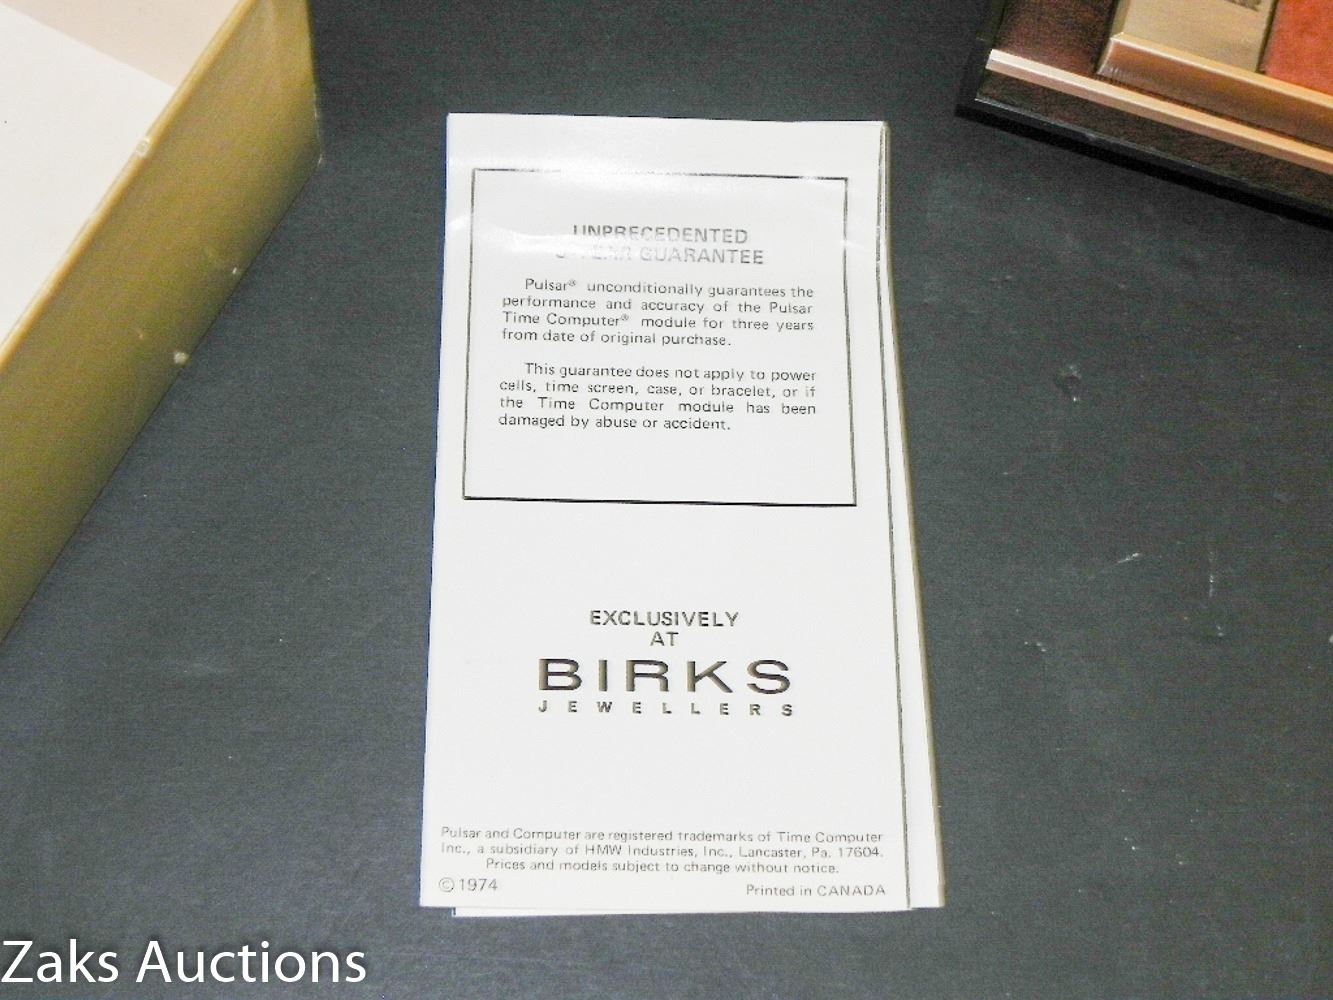 UNPRECEDENTED
GUARANTEE
Pulsar® unconditionally guarantees the
performance and accuracy of the Pulsar
Time Computer® module for three years
from date of original purchase.
This guarantee does not apply to power
cells, time screen, case, or bracelet, or if
the Time Computer module has been
damaged by abuse or accident.
EXCLUSIVELY
AT
BIRKS
JEWELLERS
Pulsar and Computer are registered trademarks of Time Computer
Inc., a subsidiary of HMW Industries, Inc., Lancaster, Pa. 17604.
Prices and models subject to change without notice.
© 1974
Printed in CANADA
Zaks Auctions